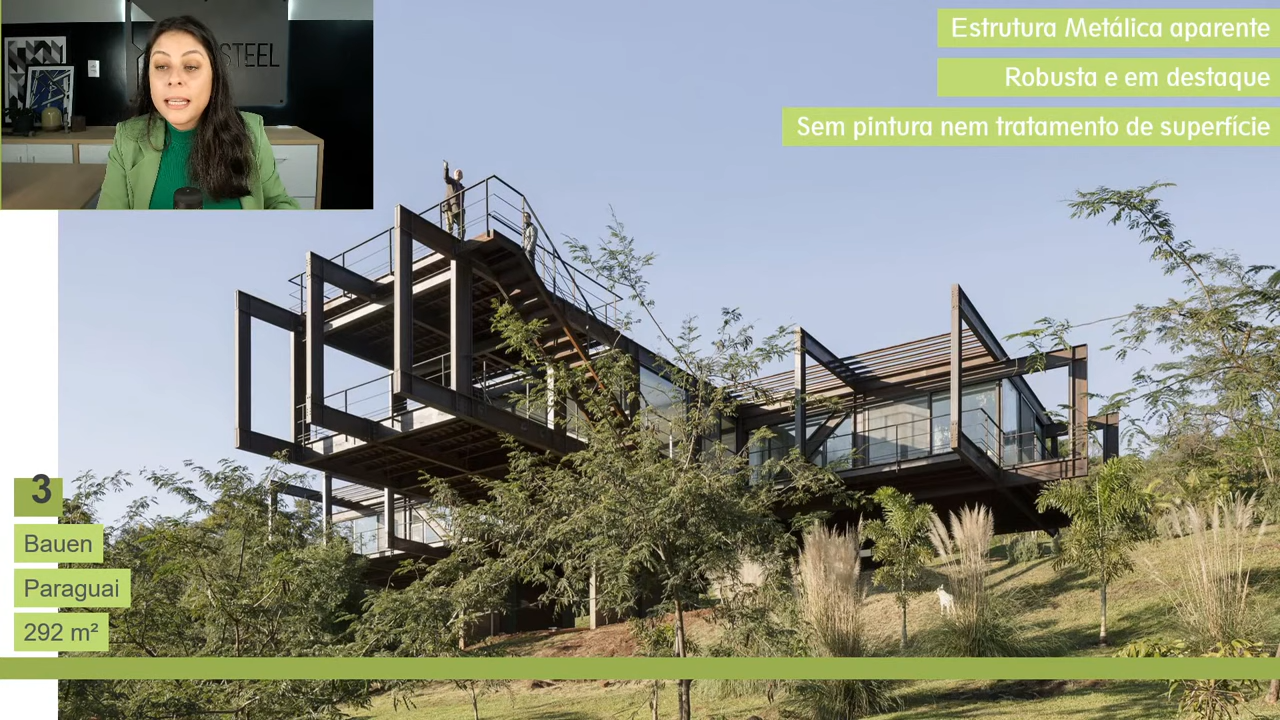 STEEL
Estrutura Metálica aparente
Robusta e em destaque
Sem pintura nem tratamento de superfície
3
Bauen
Paraguai
292 m²